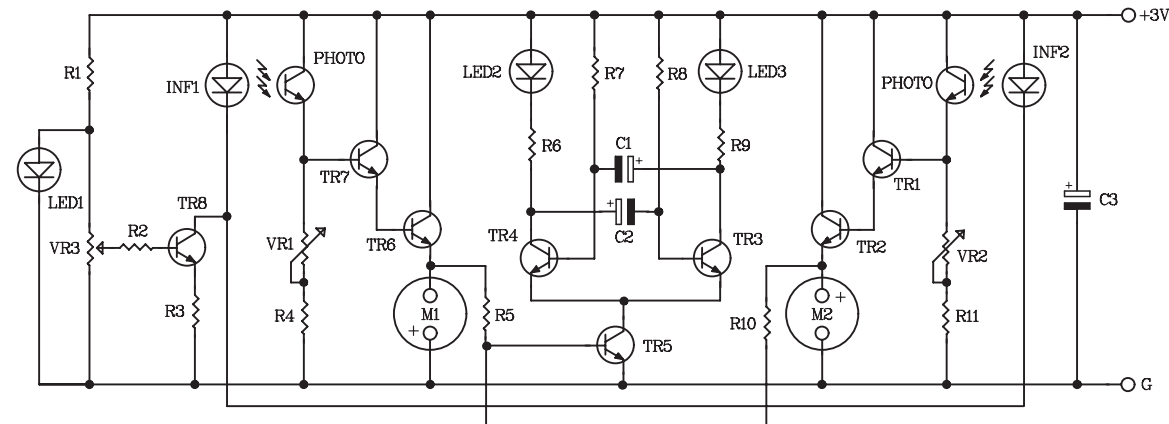 +3V
PHOTO
INF2
R1
LED2
R7
R8
LED3
INF1
PHOTO
C1
+
R6
R9
TR7
TR1
LED1
TR8
+
C2
+
C3
R2
VR3
VR1
TR6
TR4
TR3
TR2
VR2
R3
R4
M1
+
R5
R10
M2
+
R11
TR5
G